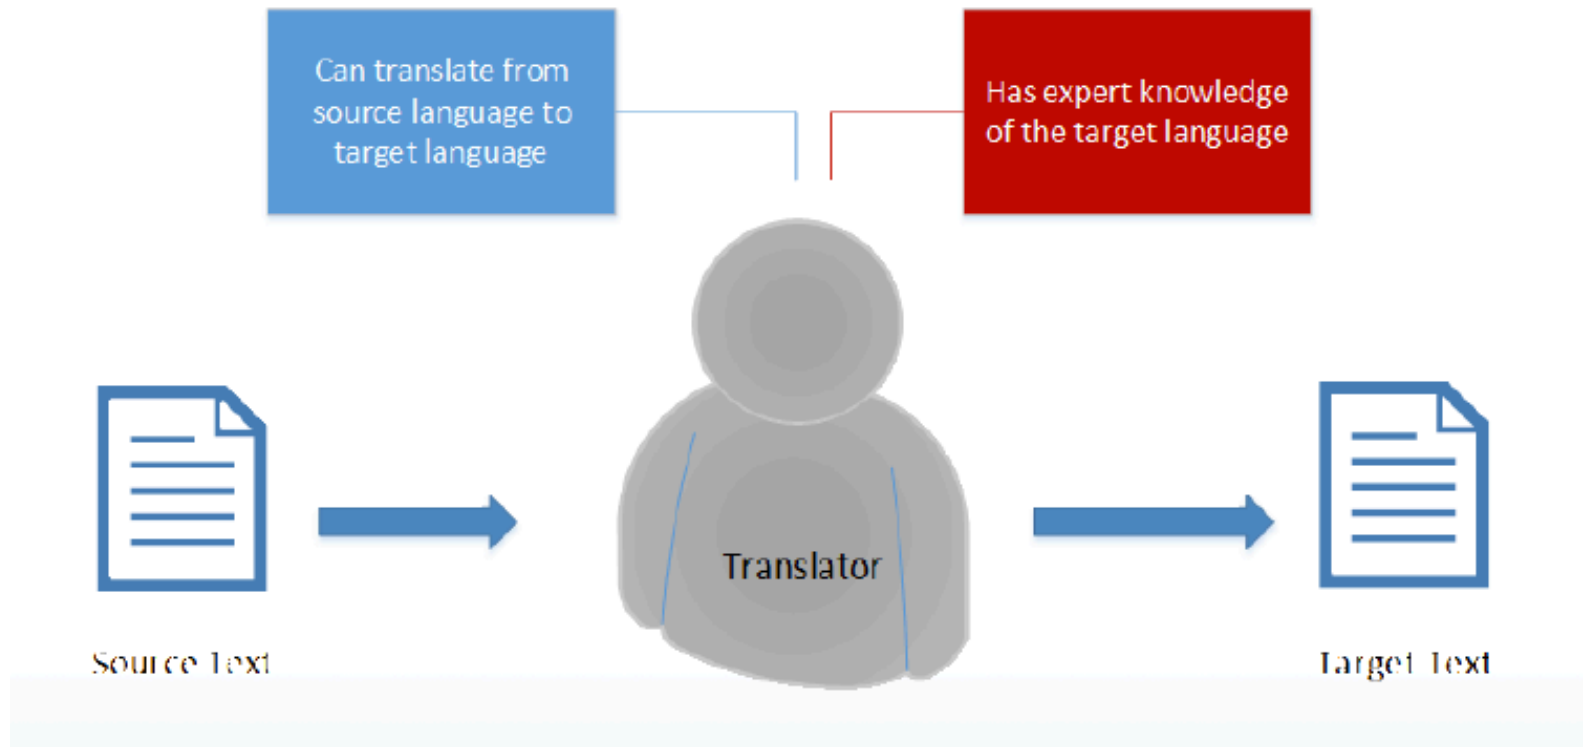 Can translate from
source language to
target language
Has expert knowledge
of the target language
Translator
Source Text
Target Text